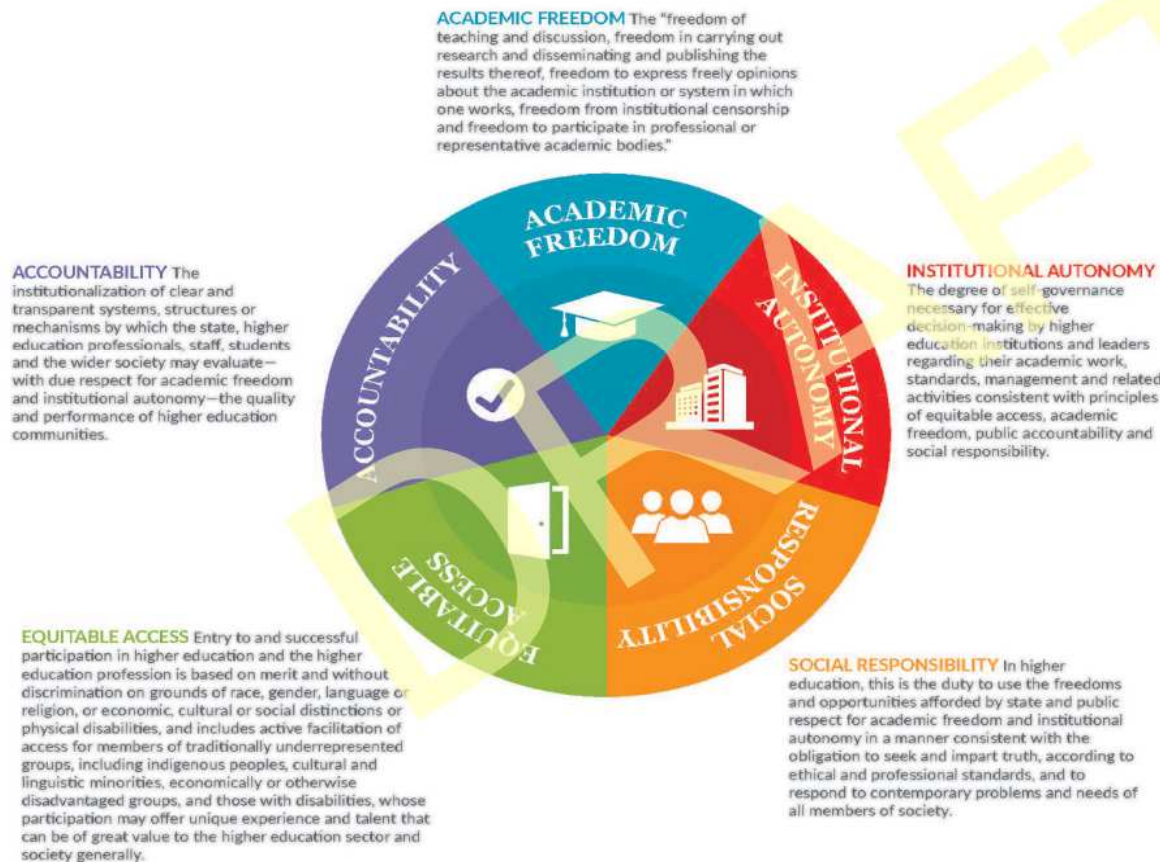 ACADEMIC FREEDOM The “freedom of
teaching and discussion, freedom in carrying out
research and disseminating and publishing the
results thereof, freedom to express freely opinions
about the academic institution or system in which
one works, freedom from institutional censorship
and freedom to participate in professional or
representative academic bodies.”
ACADEMIC
FREEDOM
ACCOUNTABILITY The
institutionalization of clear and
transparent systems, structures or
mechanisms by which the state, higher
education professionals, staff, students
and the wider society may evaluate—
with due respect for academic freedom
and institutional autonomy—the quality
and performance of higher education
communities.
ACCOUNTABILITY
INSTITUTIONAL
AUTONOMY
INSTITUTIONAL AUTONOMY
The degree of self-governance
necessary for effective
decision-making by higher
education institutions and leaders
regarding their academic work,
standards, management and related
activities consistent with principles
of equitable access, academic
freedom, public accountability and
social responsibility.
EQUITABLE
ACCESS
SOCIAL
RESPONSIBILITY
EQUITABLE ACCESS Entry to and successful
participation in higher education and the higher
education profession is based on merit and without
discrimination on grounds of race, gender, language or
religion, or economic, cultural or social distinctions or
physical disabilities, and includes active facilitation of
access for members of traditionally underrepresented
groups, including indigenous peoples, cultural and
linguistic minorities, economically or otherwise
disadvantaged groups, and those with disabilities, whose
participation may offer unique experience and talent that
can be of great value to the higher education sector and
society generally.
SOCIAL RESPONSIBILITY In higher
education, this is the duty to use the freedoms
and opportunities afforded by state and public
respect for academic freedom and institutional
autonomy in a manner consistent with the
obligation to seek and impart truth, according to
ethical and professional standards, and to
respond to contemporary problems and needs of
all members of society.
DRAFT